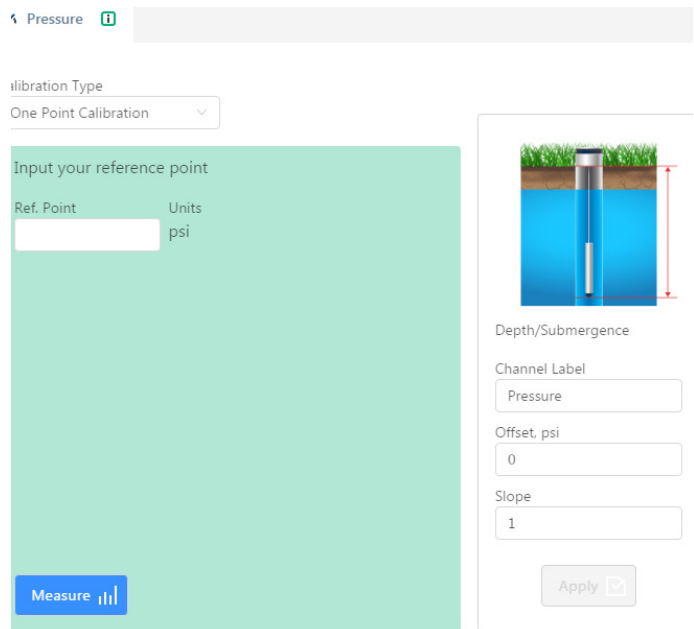 Pressure
alibration Type
One Point Calibration
Input your reference point
Ref. Point
Units
psi
Measure
Depth/Submergence
Channel Label
Pressure
Offset, psi
0
Slope
1
Apply